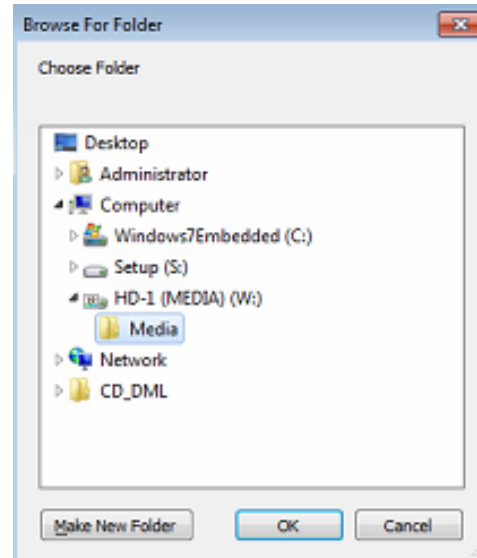 Browse For Folder
Choose Folder
Desktop
Administrator
Computer
Windows7Embedded (C:)
Setup (S:)
HD-1 (MEDIA) (W:)
Media
Network
CD_DML
Make New Folder OK Cancel